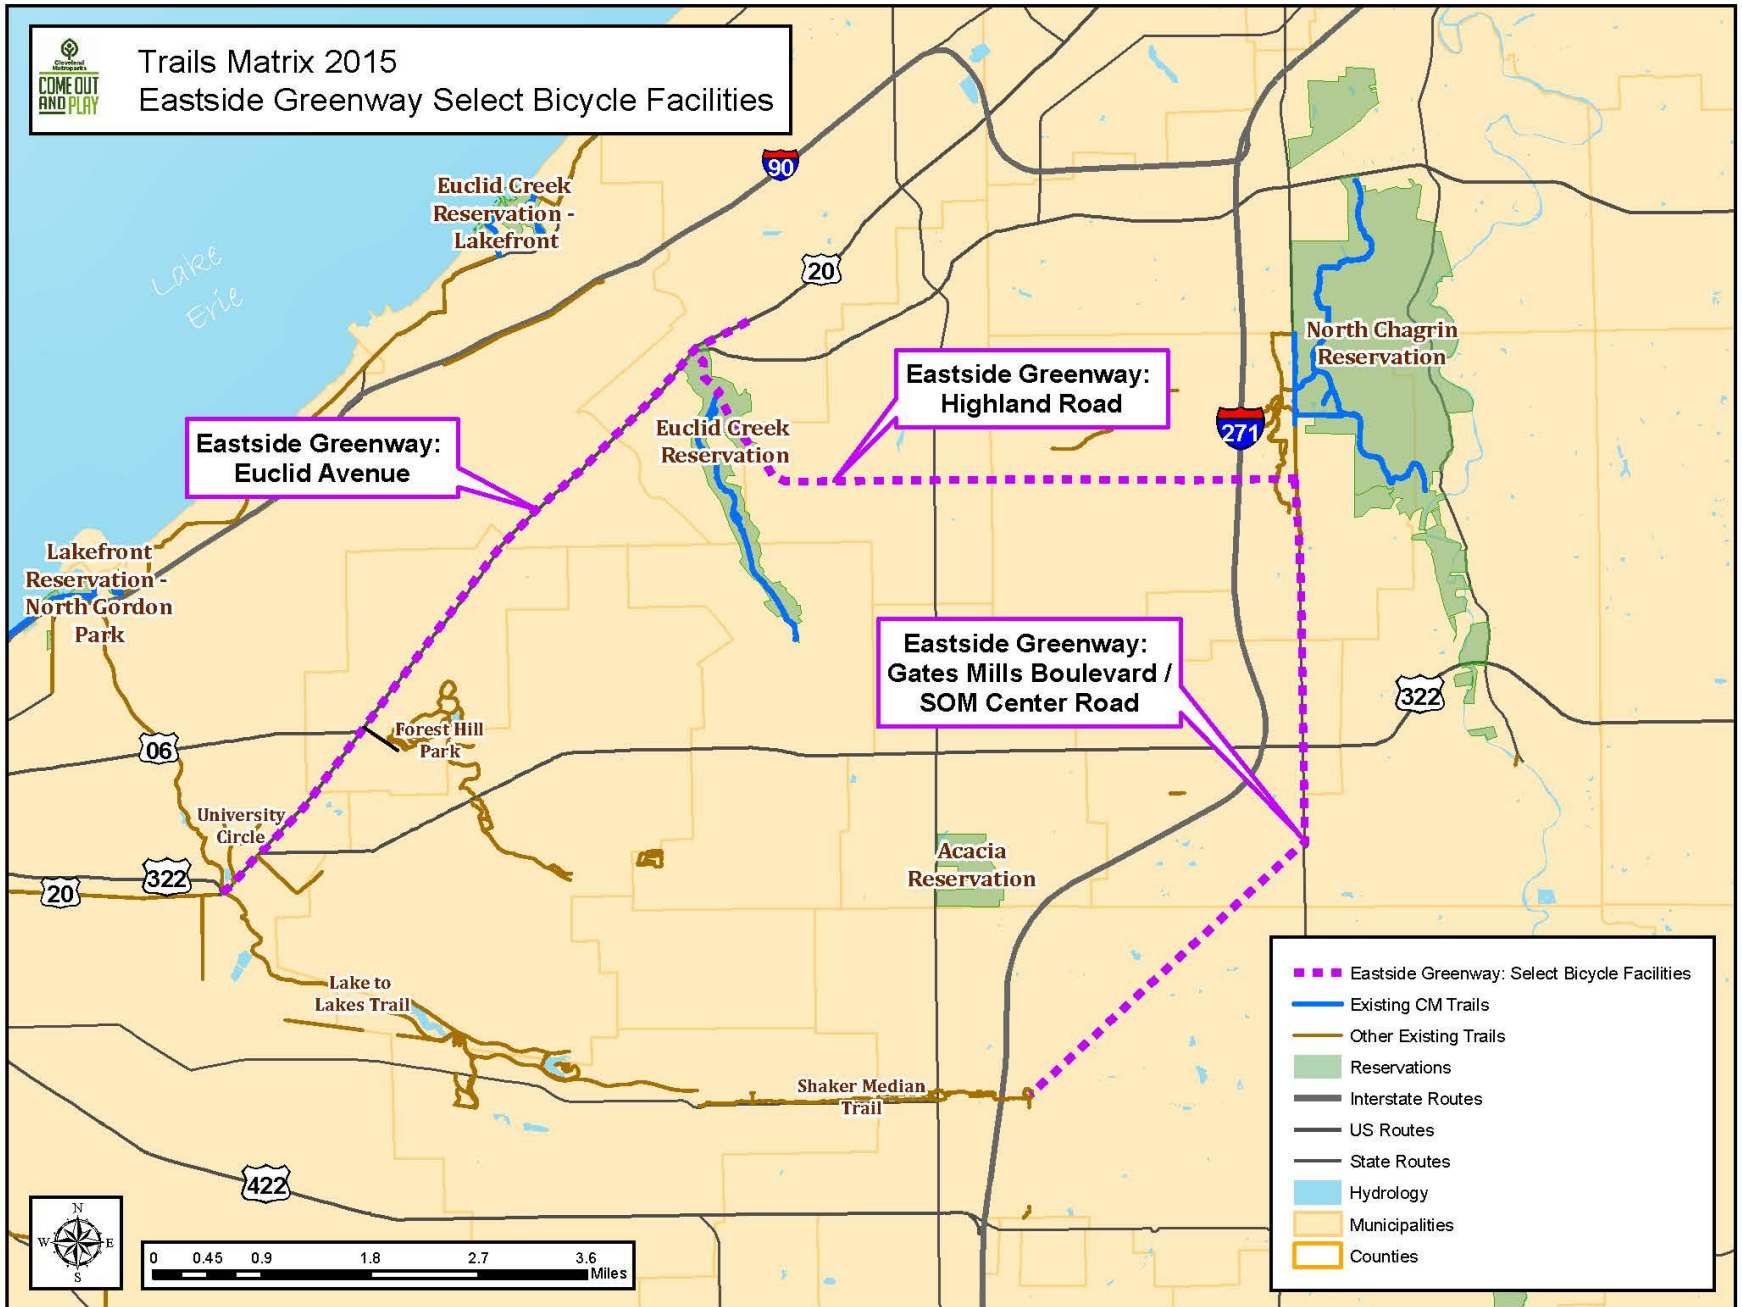 Cleveland
Metroparks
COME OUT
AND PLAY
Trails Matrix 2015
Eastside Greenway Select Bicycle Facilities
90
Euclid Creek
Reservation -
Lakefront
Lake
Erie
20
North Chagrin
Reservation
Eastside Greenway:
Highland Road
271
Eastside Greenway:
Euclid Avenue
Euclid Creek
Reservation
Lakefront
Reservation -
North Gordon
Park
Eastside Greenway:
Gates Mills Boulevard /
SOM Center Road
322
Forest Hill
Park
06
University
Circle
322
20
Acacia
Reservation
Lake to
Lakes Trail
Shaker Median
Trail
422
Eastside Greenway: Select Bicycle Facilities
Existing CM Trails
Other Existing Trails
Reservations
Interstate Routes
US Routes
State Routes
Hydrology
Municipalities
Counties
N
W E
S
0 0.45 0.9 1.8 2.7 3.6
Miles